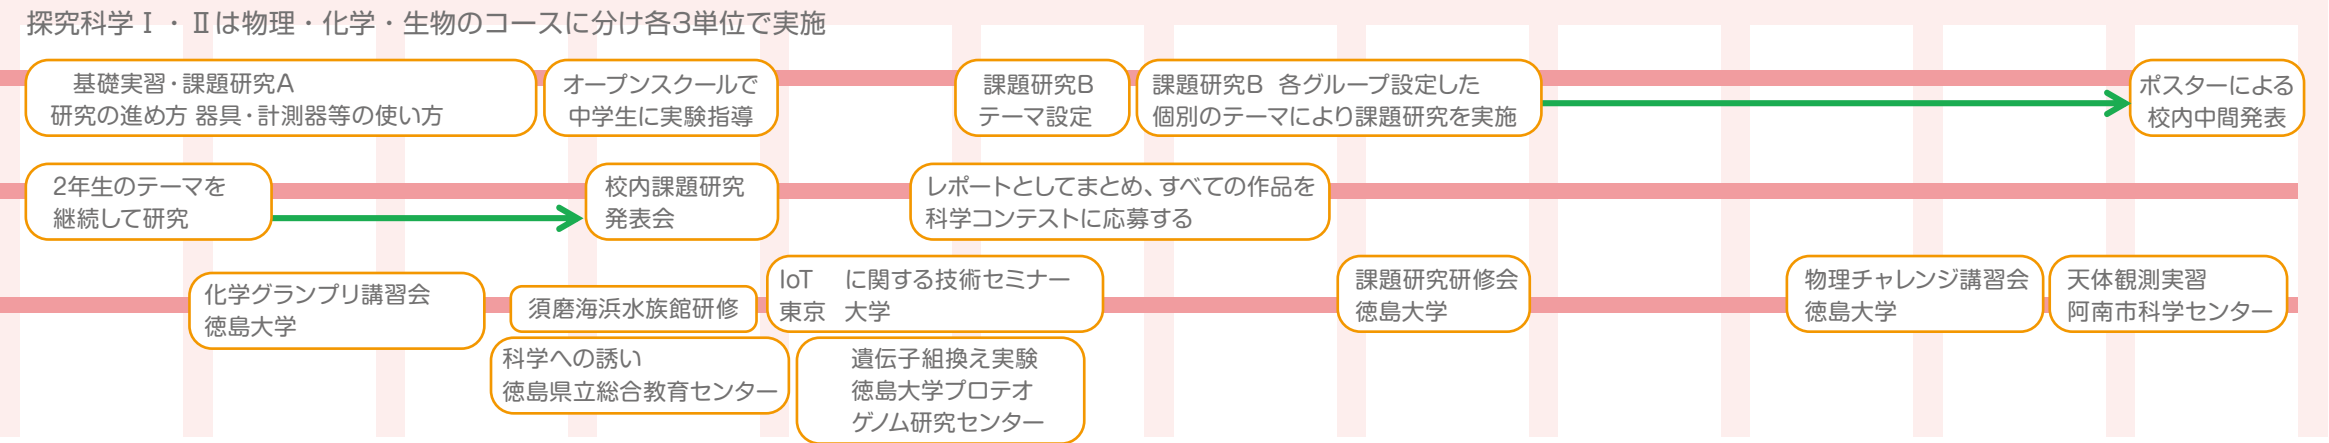 探究科学Ⅰ・Ⅱは物理・化学・生物のコースに分け各3単位で実施
基礎実習・課題研究A
研究の進め方 器具・計測器等の使い方
オープンスクールで
中学生に実験指導
課題研究B
テーマ設定
課題研究B 各グループ設定した
個別のテーマにより課題研究を実施
ポスターによる
校内中間発表
2年生のテーマを
継続して研究
校内課題研究
発表会
レポートとしてまとめ、すべての作品を
科学コンテストに応募する
化学グランプリ講習会
徳島大学
須磨海浜水族館研修
科学への誘い
徳島県立総合教育センター
IoT に関する技術セミナー
東京 大学
遺伝子組換え実験
徳島大学プロテオ
ゲノム研究センター
課題研究研修会
徳島大学
物理チャレンジ講習会
徳島大学
天体観測実習
阿南市科学センター